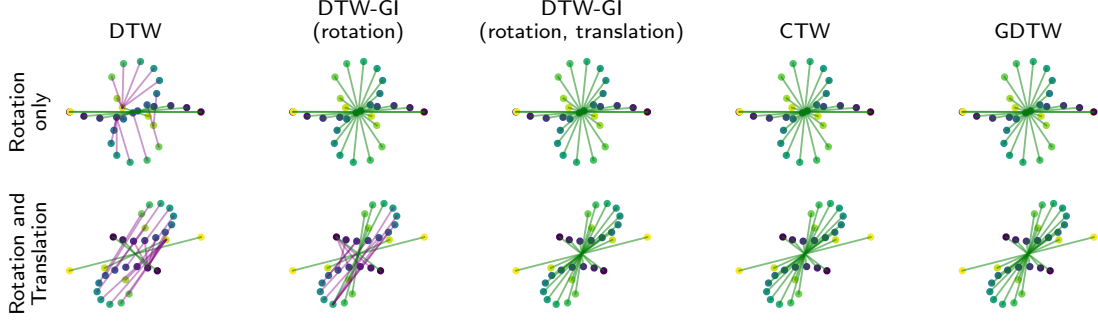 DTW
DTW-GI
(rotation)
DTW-GI
(rotation, translation)
CTW
GDTW
Rotation
only
Rotation and
Translation